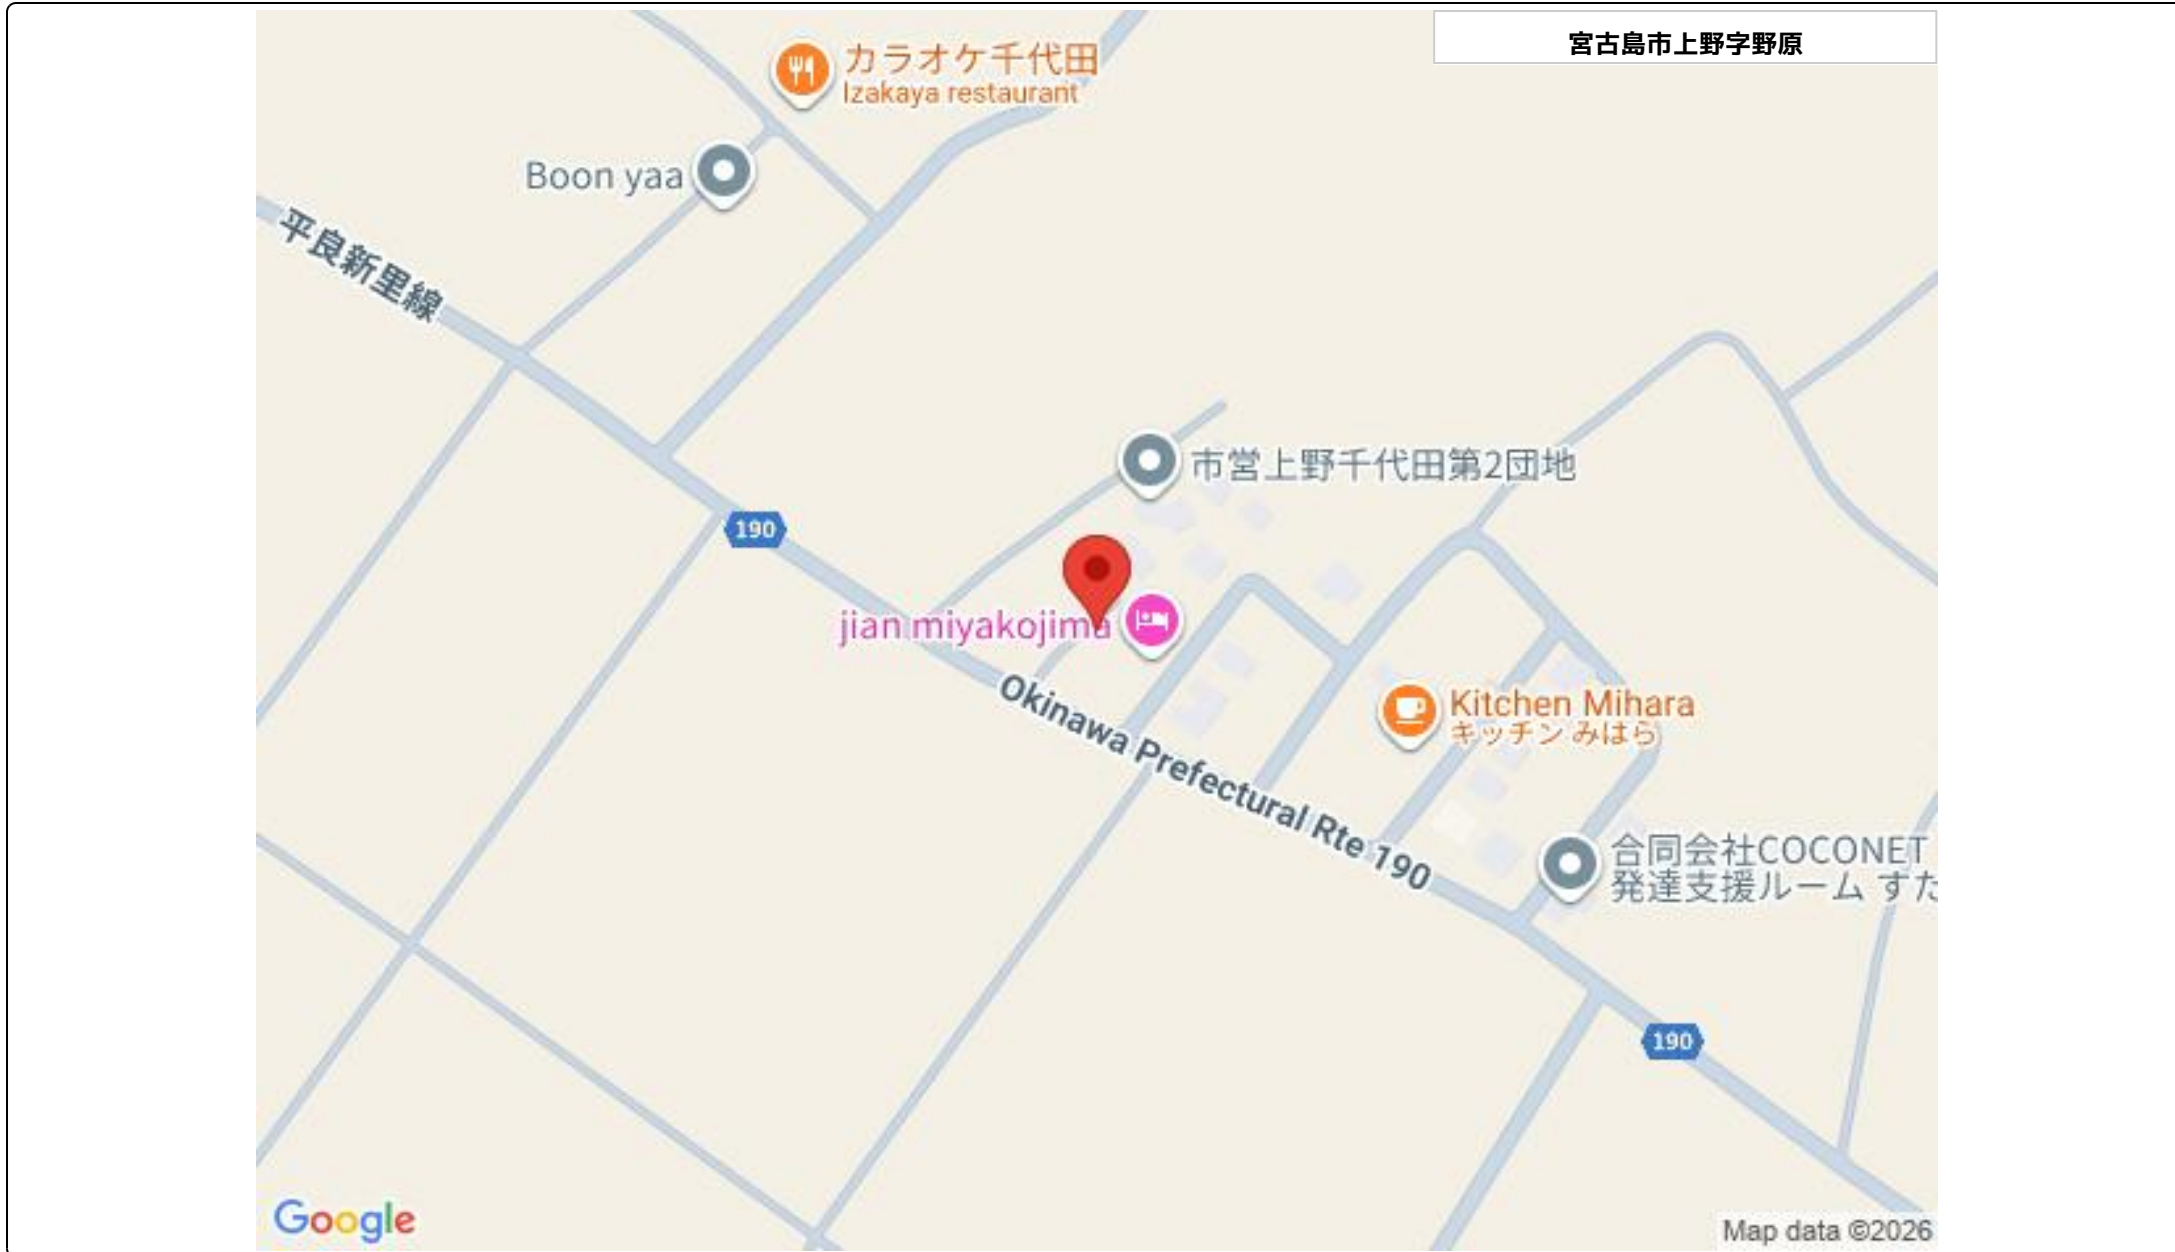 宮古島市上野字野原
カラオケ千代田
Izakaya restaurant
Boon yaa
平良新里線
市営上野千代田第2団地
190
jian miyakojima
Okinawa Prefectural Rte 190
Kitchen Mihara
キッチン みはら
合同会社COCONET
発達支援ルーム すた
190
Google
Map data ©2026